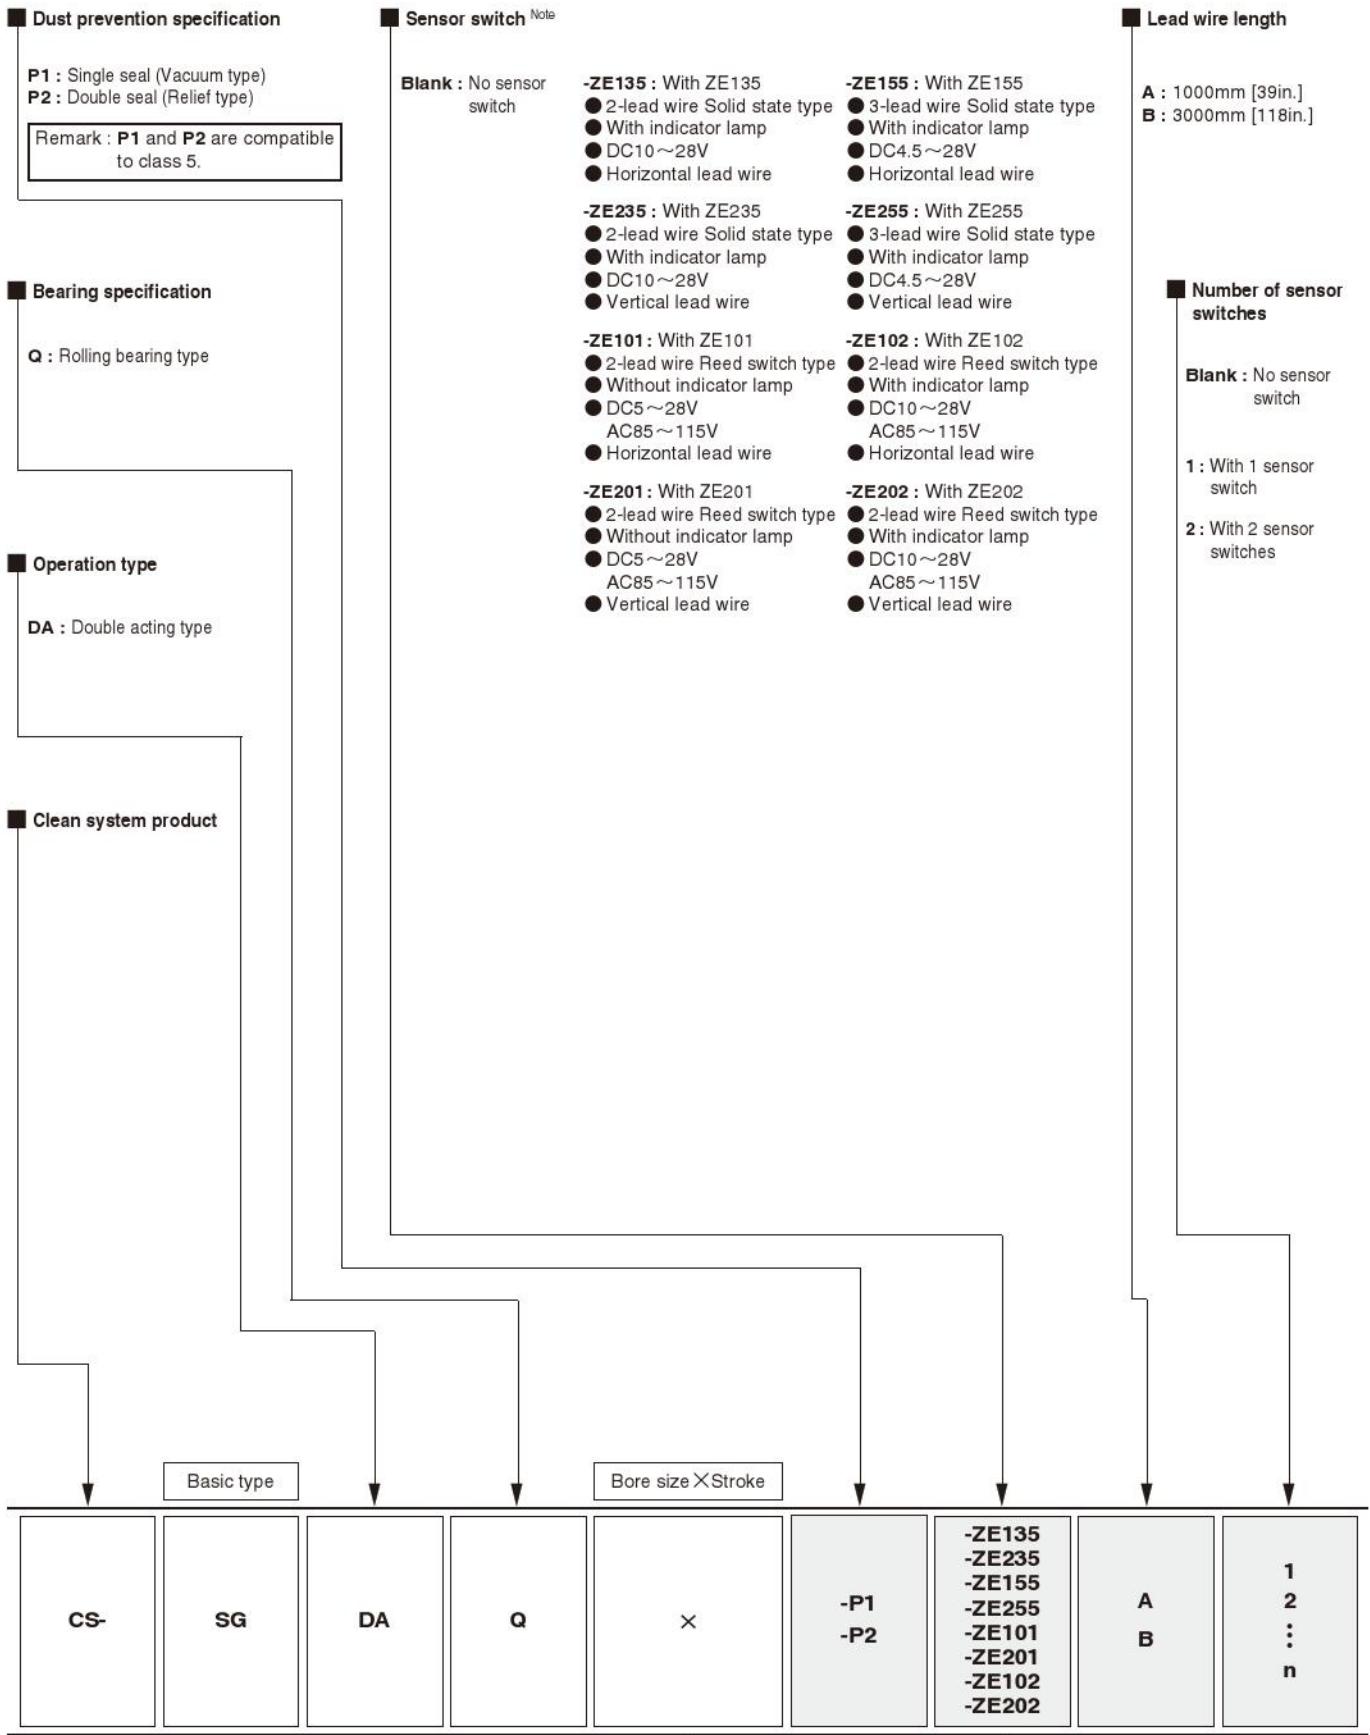 ■ Dust prevention specification
P1 : Single seal (Vacuum type)
P2 : Double seal (Relief type)
Remark : P1 and P2 are compatible
to class 5.
■ Bearing specification
Q : Rolling bearing type
■ Operation type
DA : Double acting type
■ Clean system product
■ Sensor switch Note
Blank : No sensor
switch
-ZE135 : With ZE135
● 2-lead wire Solid state type
● With indicator lamp
● DC10～28V
● Horizontal lead wire
-ZE155 : With ZE155
● 3-lead wire Solid state type
● With indicator lamp
● DC4.5～28V
● Horizontal lead wire
-ZE235 : With ZE235
● 2-lead wire Solid state type
● With indicator lamp
● DC10～28V
● Vertical lead wire
-ZE255 : With ZE255
● 3-lead wire Solid state type
● With indicator lamp
● DC4.5～28V
● Vertical lead wire
-ZE101 : With ZE101
● 2-lead wire Reed switch type
● Without indicator lamp
● DC5～28V
AC85～115V
● Horizontal lead wire
-ZE102 : With ZE102
● 2-lead wire Reed switch type
● With indicator lamp
● DC10～28V
AC85～115V
● Horizontal lead wire
-ZE201 : With ZE201
● 2-lead wire Reed switch type
● Without indicator lamp
● DC5～28V
AC85～115V
● Vertical lead wire
-ZE202 : With ZE202
● 2-lead wire Reed switch type
● With indicator lamp
● DC10～28V
AC85～115V
● Vertical lead wire
■ Lead wire length
A : 1000mm [39in.]
B : 3000mm [118in.]
■ Number of sensor
switches
Blank : No sensor
switch
1 : With 1 sensor
switch
2 : With 2 sensor
switches
Basic type
Bore size×Stroke
CS-
SG
DA
Q
×
-P1
-P2
-ZE135
-ZE235
-ZE155
-ZE255
-ZE101
-ZE201
-ZE102
-ZE202
A
B
1
2
⋮
n